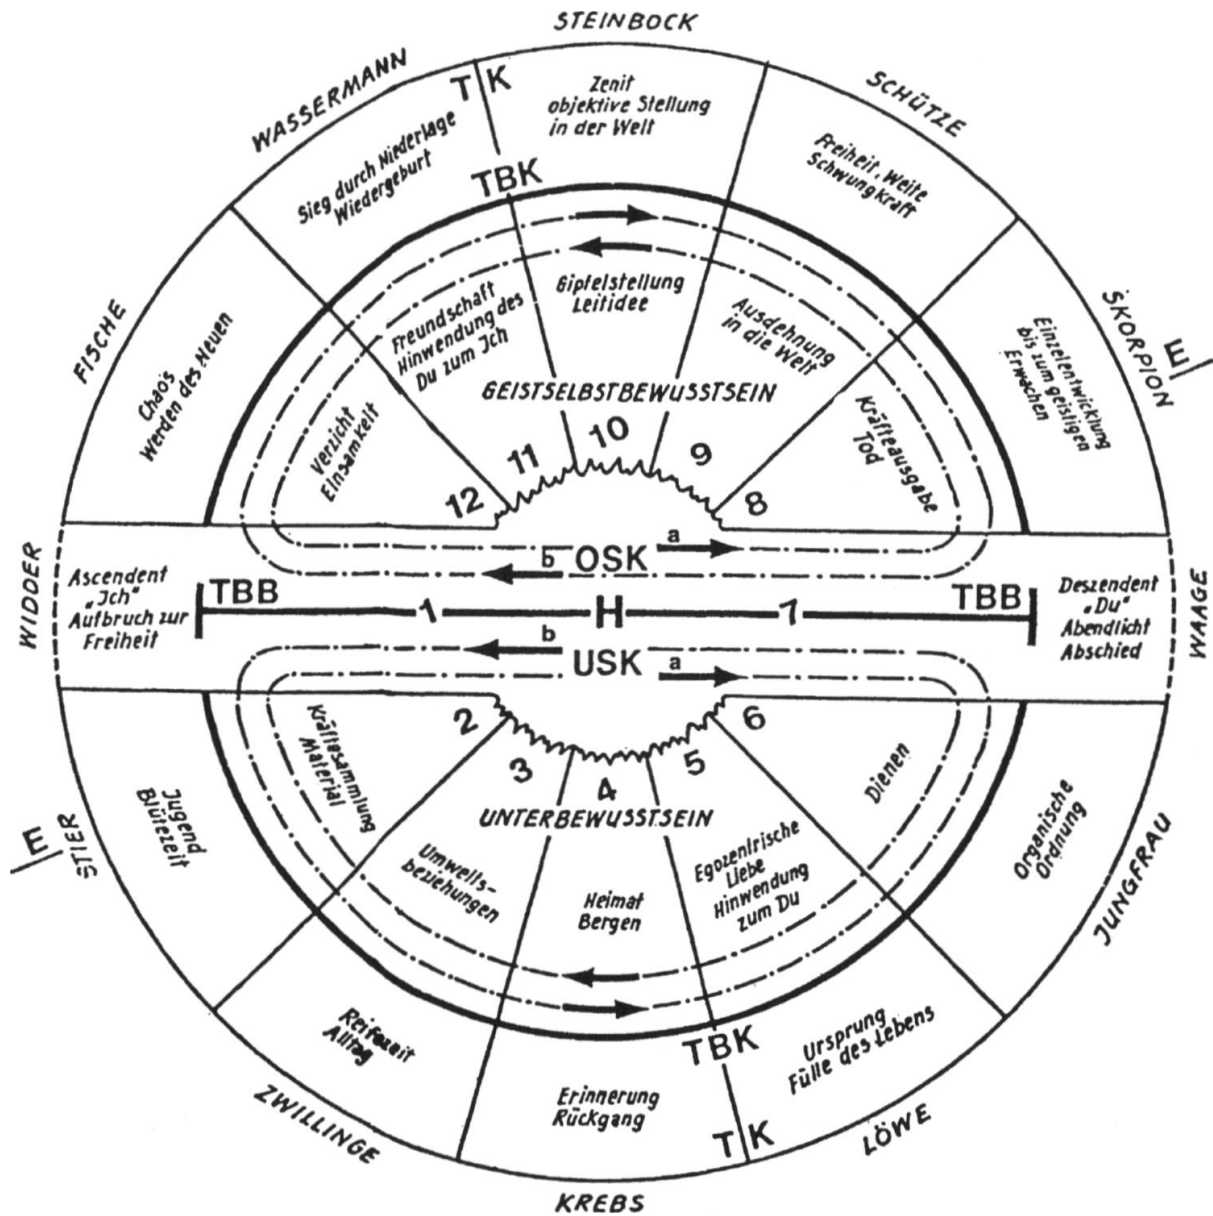 STEINBOCK
WASSERMANN
SCHÜTZE
T K
Zenit
objektive Stellung
in der Welt
Sieg durch Niederlage
Wiedergeburt
Freiheit, Weite
Schwungkraft
TBK
FISCHE
SKORPION
E
Chaos
Werden des Neuen
Freundschaft
Hinwendung des
Du zum Jch
Gipfelstellung
Leitidee
Ausdehnung
in die Welt
Einzelentwicklung
bis zum geistigen
Erwachen
GEISTSELBSTBEWUSSTSEIN
Verzicht
Einsamkeit
Kräfteausgabe
Tod
12
11
10
9
8
a
b
OSK
WIDDER
Ascendent
„Jch"
Aufbruch zur
Freiheit
TBB
1
H
7
TBB
Deszendent
„Du"
Abendlicht
Abschied
WAAGE
b
USK
a
2
3
4
5
6
Kräftesammlung
Material
Dienen
UNTERBEWUSSTSEIN
Jugend
Blütezeit
Umwelts-
beziehungen
Heimat
Bergen
Egozentrische
Liebe
Hinwendung
zum Du
Organische
Ordnung
E
STIER
JUNGFRAU
Reifezeit
Alltag
TBK
Ursprung
Fülle des Lebens
Erinnerung
Rückgang
T K
ZWILLINGE
LÖWE
KREBS